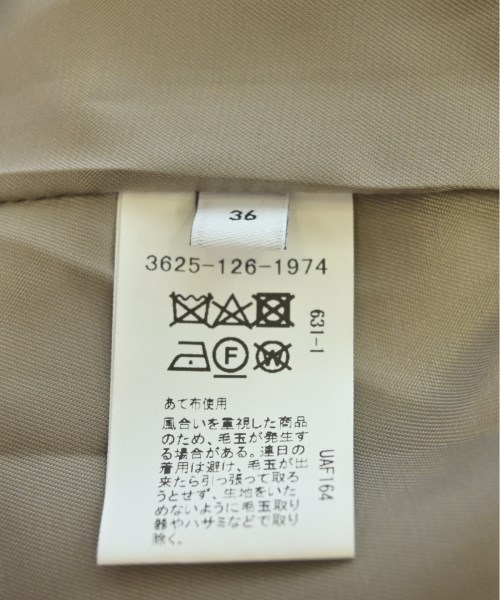 36
3625-126-1974
631-1
F
W
あて布使用
風合いを重視した商品
のため、毛玉が発生す
る場合がある。連日の
着用は避け、毛玉が出
来たら引っ張って取ろ
うとせず、生地をいた
めないように毛玉取り
器やハサミなどで取り
除く。
UAF164